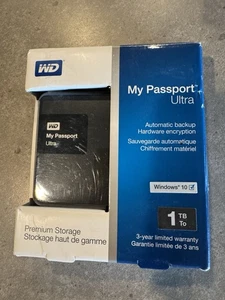 WD
My Passport™
Ultra
Automatic backup
Hardware encryption
Sauvegarde automatique
Chiffrement matériel
WD
My Passport
Ultra
Windows® 10
1 TB
To
Premium Storage
Stockage haut de gamme
3-year limited warranty
Garantie limitée de 3 ans